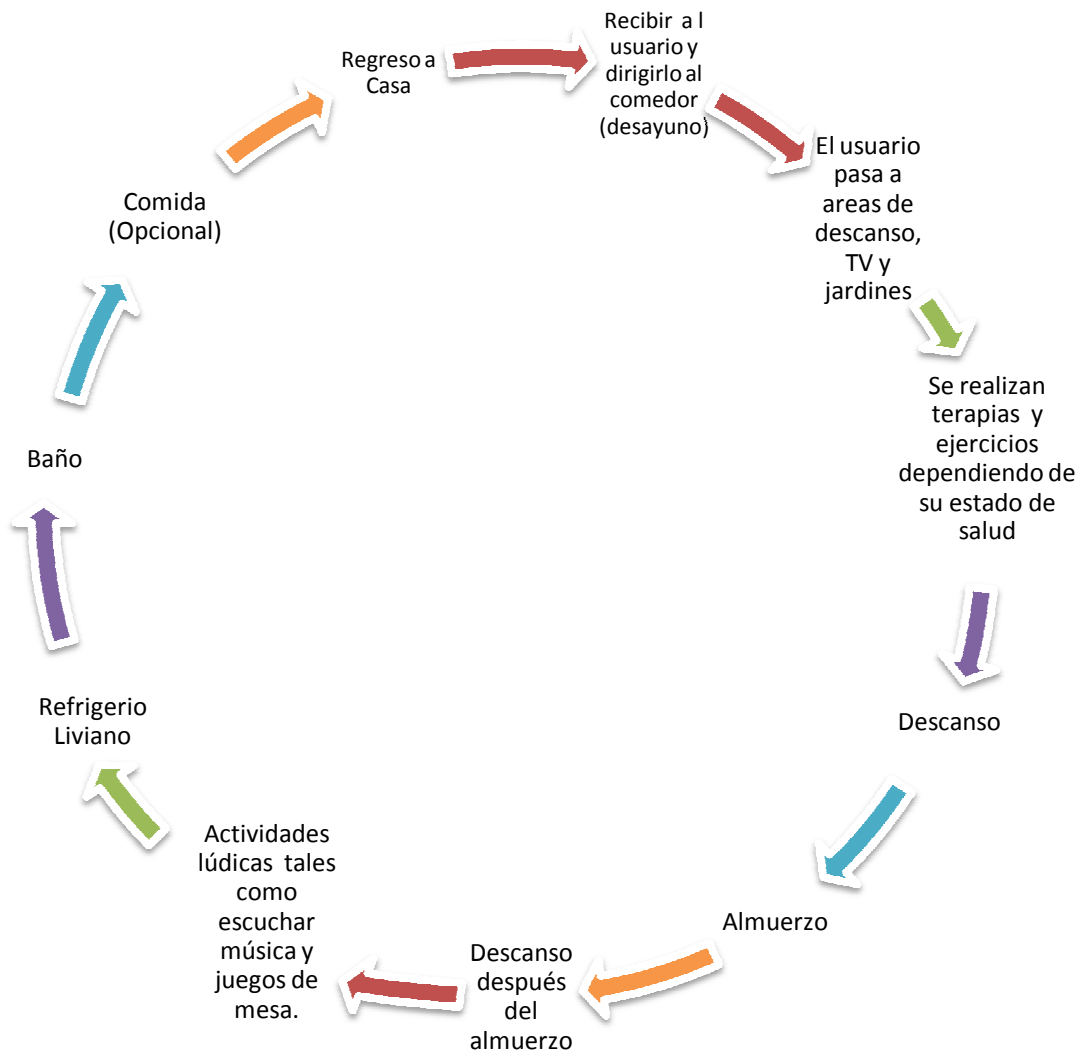 Recibir a l
usuario y
dirigirlo al
comedor
(desayuno)
El usuario
pasa a
areas de
descanso,
TV y
jardines
Se realizan
terapias y
ejercicios
dependiendo de
su estado de
salud
Descanso
Almuerzo
Descanso
después
del
almuerzo
Actividades
lúdicas tales
como
escuchar
música y
juegos de
mesa.
Refrigerio
Liviano
Baño
Comida
(Opcional)
Regreso a
Casa